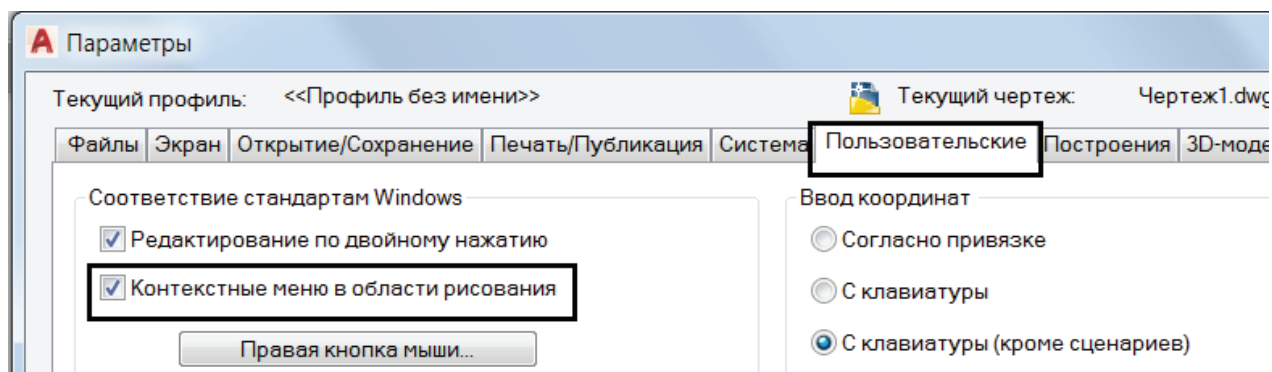 Параметры
Текущий профиль: <<Профиль без имени>> Текущий чертеж: Чертеж1.dwg
Файлы Экран Открытие/Сохранение Печать/Публикация Система Пользовательские Построения 3D-моде
Соответствие стандартам Windows
Редактирование по двойному нажатию
Контекстные меню в области рисования
Правая кнопка мыши...
Ввод координат
Согласно привязке
С клавиатуры
С клавиатуры (кроме сценариев)